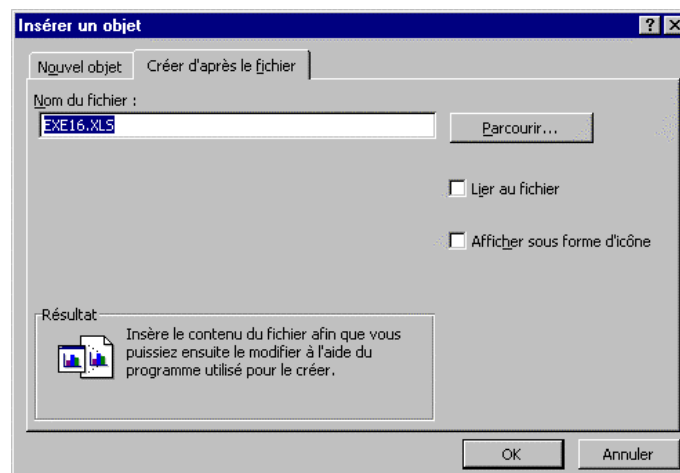 Insérer un objet
Nouvel objet
Créer d'après le fichier
Nom du fichier :
EXE16.XLS
Parcourir...
Lier au fichier
Afficher sous forme d'icône
Résultat
Insère le contenu du fichier afin que vous
puissiez ensuite le modifier à l'aide du
programme utilisé pour le créer.
OK
Annuler